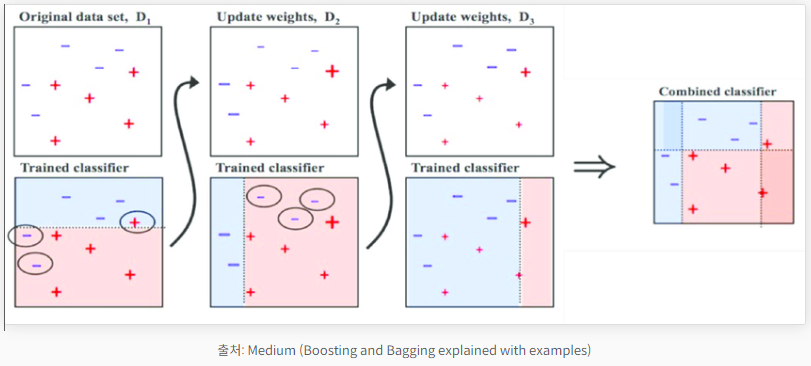 Original data set, D1
Update weights, D2
Update weights, D3
Combined classifier
Trained classifier
Trained classifier
Trained classifier
출처: Medium (Boosting and Bagging explained with examples)